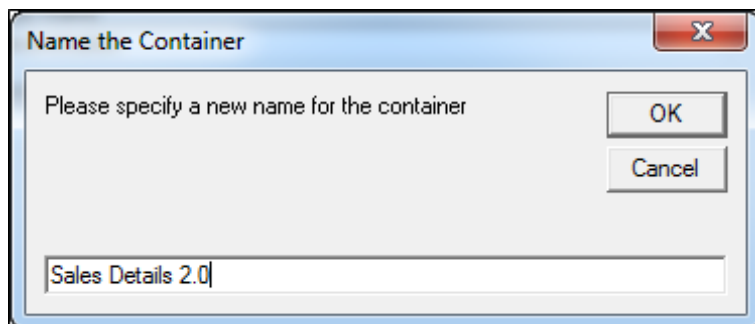 Name the Container
Please specify a new name for the container
OK
Cancel
Sales Details 2.0